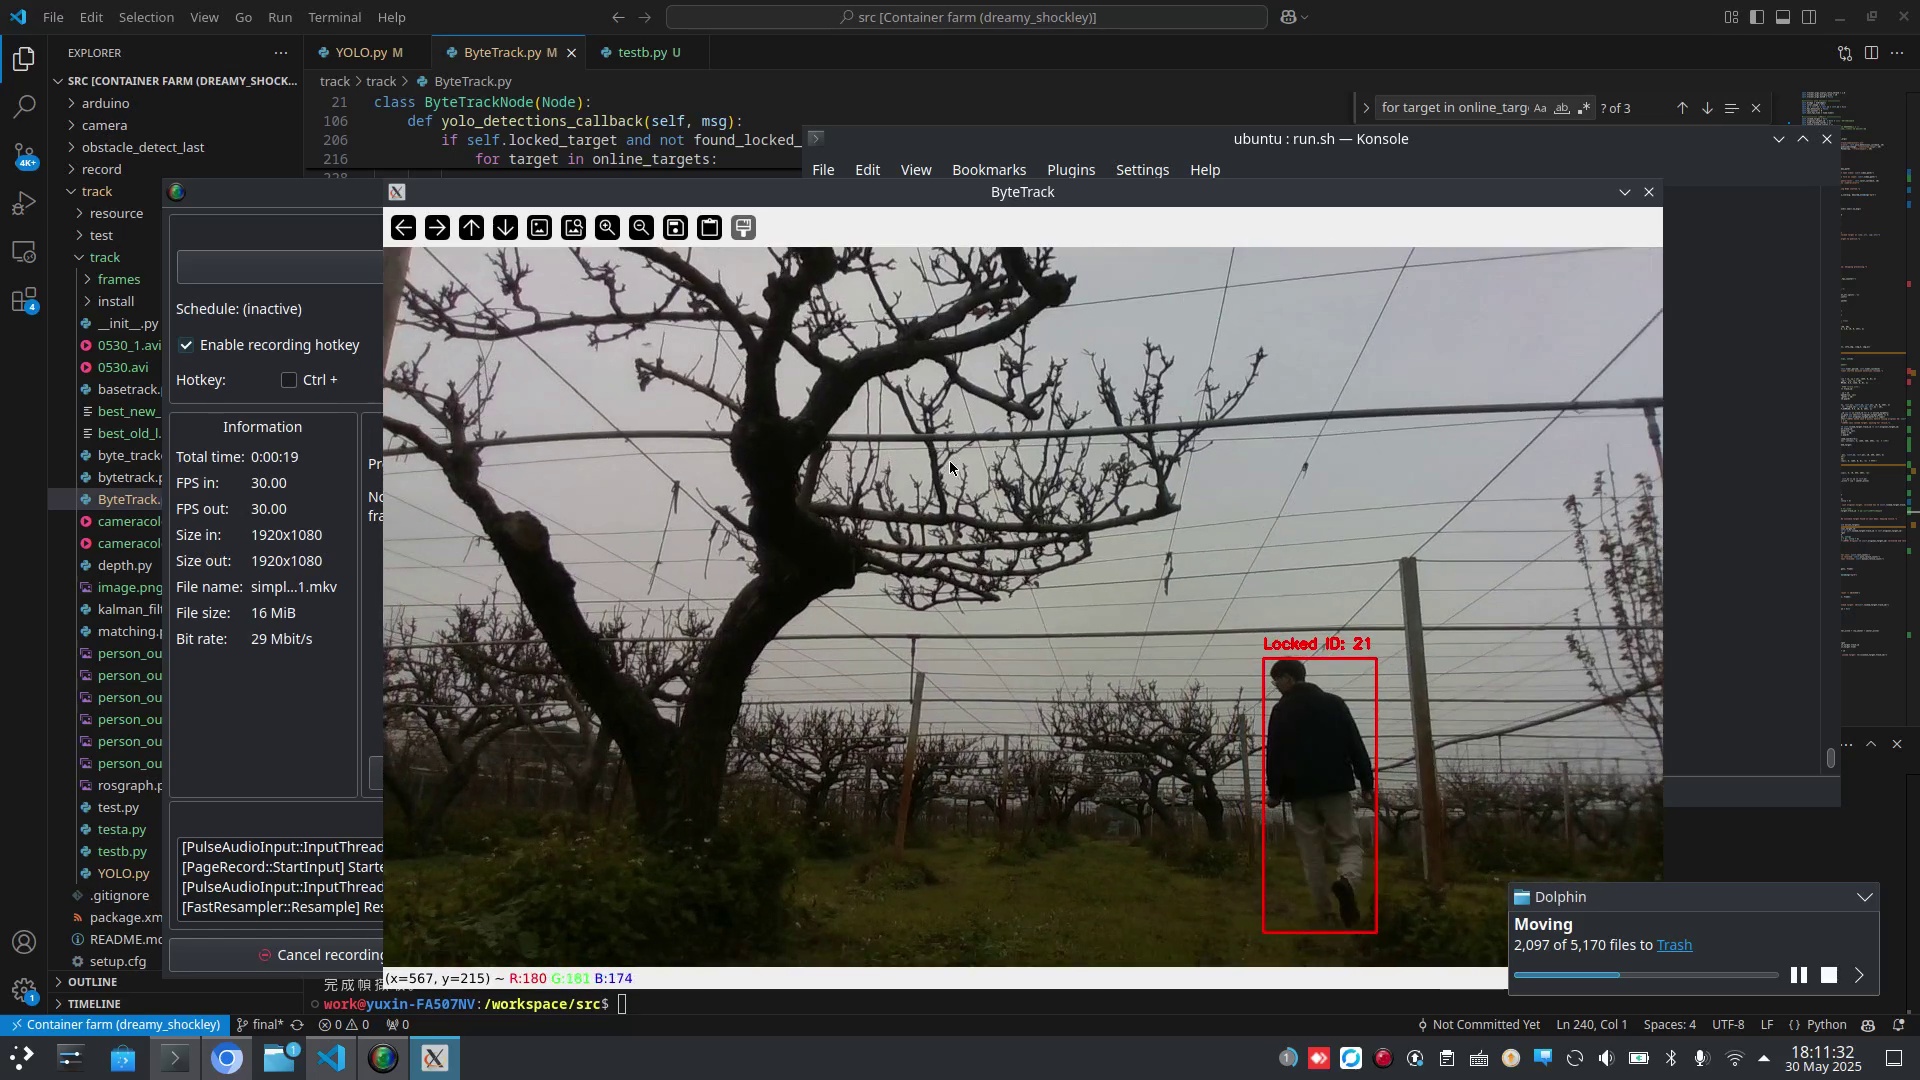 File Edit Selection View Go Run Terminal Help
src [Container farm (dreamy_shockley)]
EXPLORER
YOLO.py M
ByteTrack.py M
testb.py U
SRC [CONTAINER FARM (DREAMY_SHOCK...
arduino
camera
obstacle_detect_last
record
track
resource
test
track
frames
install
__init__.py
0530_1.avi
0530.avi
basetrack.
best_new_
best_old_l.
byte_track
bytetrack.p
ByteTrack.
cameracol
cameracol
depth.py
image.png
kalman_filt
matching.p
person_ou
person_ou
person_ou
person_ou
person_ou
person_ou
rosgraph.p
test.py
testa.py
testb.py
YOLO.py
.gitignore
package.xm
README.md
setup.cfg
OUTLINE
TIMELINE
track > track > ByteTrack.py
21 class ByteTrackNode(Node):
106 def yolo_detections_callback(self, msg):
206 if self.locked_target and not found_locked_
216 for target in online_targets:
for target in online_targ
Aa ab .*
? of 3
ubuntu : run.sh — Konsole
File Edit View Bookmarks Plugins Settings Help
ByteTrack
Schedule: (inactive)
Enable recording hotkey
Hotkey: Ctrl +
Information
Total time: 0:00:19
FPS in: 30.00
FPS out: 30.00
Size in: 1920x1080
Size out: 1920x1080
File name: simpl...1.mkv
File size: 16 MiB
Bit rate: 29 Mbit/s
Pr
No
fra
[PulseAudioInput::InputThread
[PageRecord::StartInput] Starte
[PulseAudioInput::InputThread
[FastResampler::Resample] Res
Cancel recording
Locked ID: 21
(x=567, y=215) ~ R:180 G:181 B:174
work@yuxin-FA507NV:/workspace/src$
Dolphin
Moving
2,097 of 5,170 files to Trash
4K+
4
1
Container farm (dreamy_shockley)
final*
0 0
0
Not Committed Yet
Ln 240, Col 1
Spaces: 4
UTF-8
LF
{} Python
1
1
18:11:32
30 May 2025